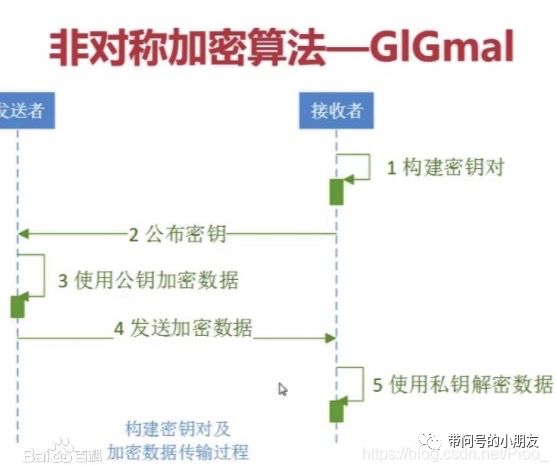 非对称加密算法—GlGmal
发送者
接收者
1 构建密钥对
2 公布密钥
3 使用公钥加密数据
4 发送加密数据
5 使用私钥解密数据
构建密钥对及
加密数据传输过程
Bai百科
带问号的小朋友
https://blog.csdn.net/Pioo_